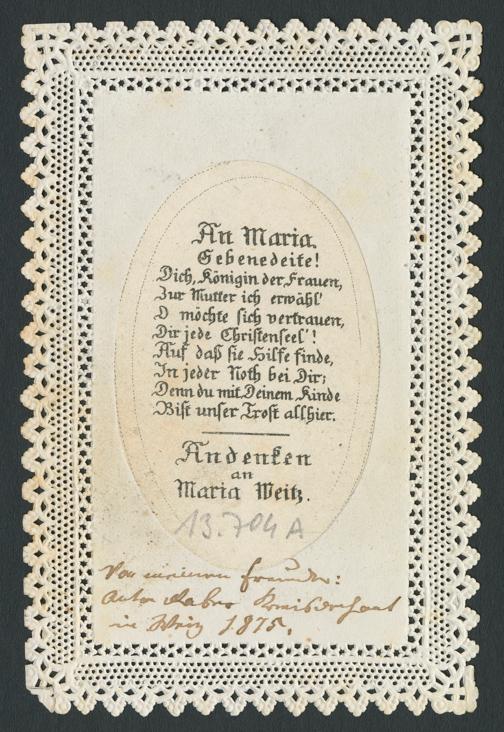 An Maria.
Gebenedeite!
Dich, Königin der Frauen,
Zur Mutter ich erwähl'
O möchte sich vertrauen,
Dir jede Christenseel'!
Auf daß sie Hilfe finde,
In jeder Noth bei Dir;
Denn du mit Deinem Kinde
Bist unser Trost allhier.
Andenken
an
Maria Weitz.
13.704 A
Von meinem Freunde:
in 1875.